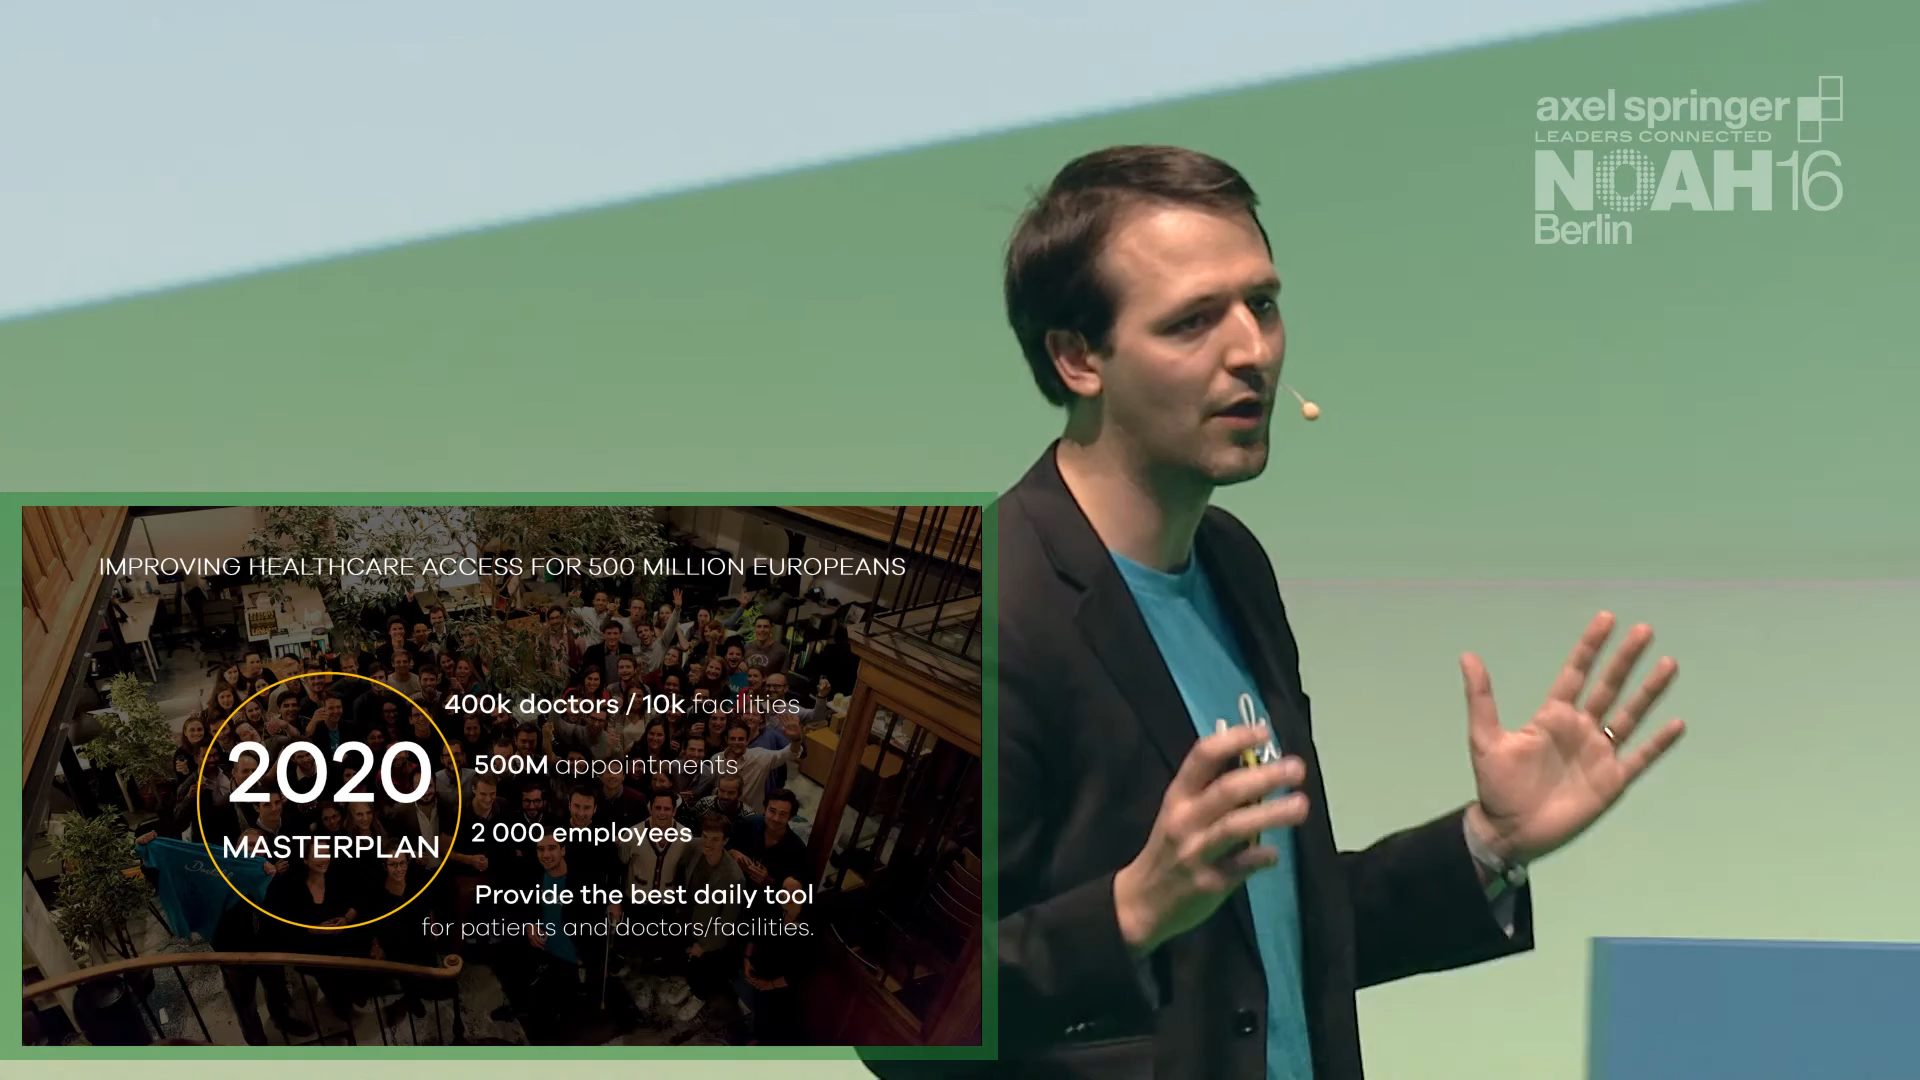 axel springer
LEADERS CONNECTED
NOAH16
Berlin
IMPROVING HEALTHCARE ACCESS FOR 500 MILLION EUROPEANS
2020
MASTERPLAN
400k doctors / 10k facilities
500M appointments
2 000 employees
Provide the best daily tool
for patients and doctors/facilities.